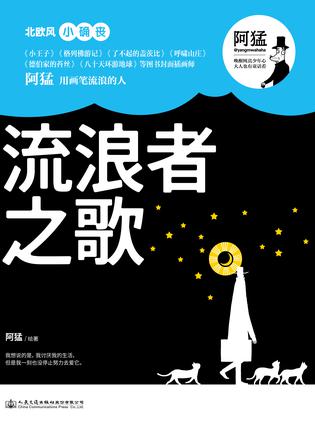 北欧风 小确丧
《小王子》《格列佛游记》《了不起的盖茨比》《呼啸山庄》
《德伯家的苔丝》《八十天环游地球》等图书封面插画师
阿猛 用画笔流浪的人
阿猛
@yangmwahaha
唤醒风云少年心
大人也有童话看
流浪者
之歌
阿猛 / 绘著
我想说的是，我讨厌我的生活。
但是我一刻也没停止努力去爱它。
人民交通出版社股份有限公司
China Communications Press Co., Ltd.